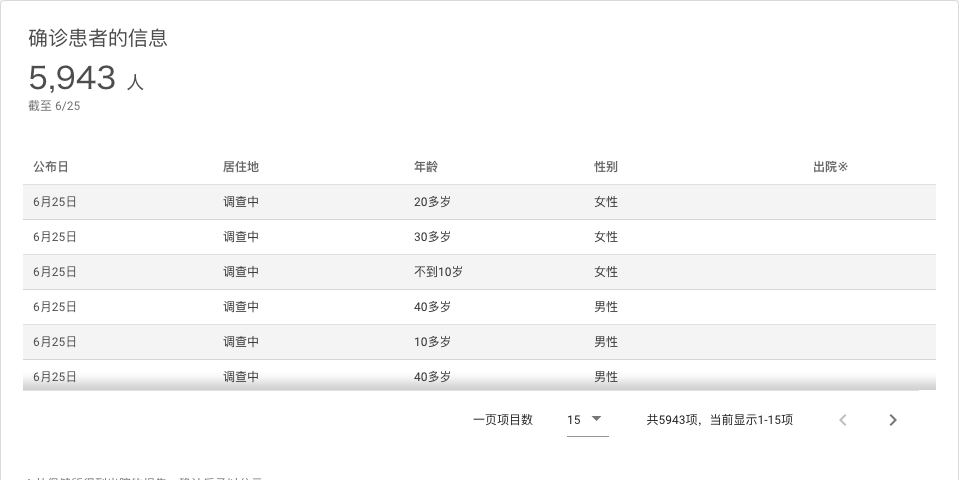 确诊患者的信息
5,943 人
截至 6/25
公布日 居住地 年龄 性别 出院※
6月25日 调查中 20多岁 女性
6月25日 调查中 30多岁 女性
6月25日 调查中 不到10岁 女性
6月25日 调查中 40多岁 男性
6月25日 调查中 10多岁 男性
6月25日 调查中 40多岁 男性
一页项目数 15 共5943项，当前显示1-15项